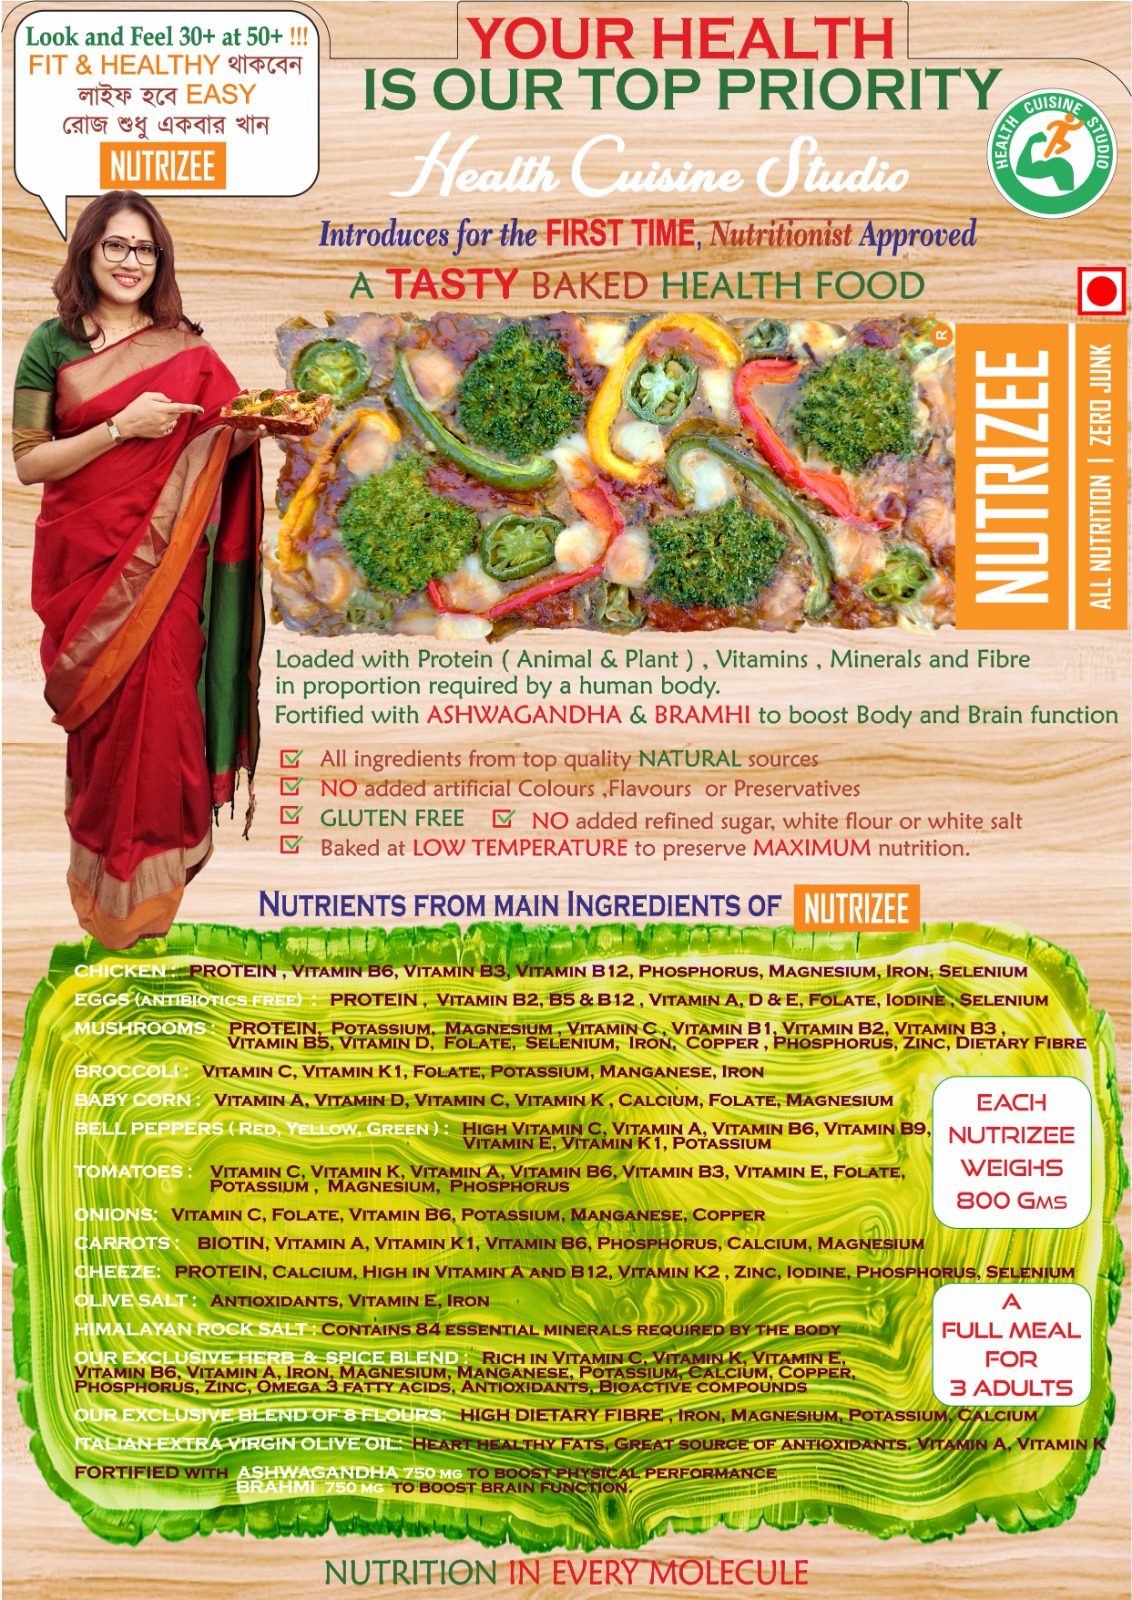 Look and Feel 30+ at 50+ !!!
FIT & HEALTHY থাকবেন
লাইফ হবে EASY
রোজ শুধু একবার খান
NUTRIZEE
YOUR HEALTH
IS OUR TOP PRIORITY
HEALTH CUISINE STUDIO
Health Cuisine Studio
Introduces for the FIRST TIME, Nutritionist Approved
A TASTY BAKED HEALTH FOOD
R
NUTRIZEE
ALL NUTRITION | ZERO JUNK
Loaded with Protein ( Animal & Plant ) , Vitamins , Minerals and Fibre
in proportion required by a human body.
Fortified with ASHWAGANDHA & BRAMHI to boost Body and Brain function
All ingredients from top quality NATURAL sources
NO added artificial Colours ,Flavours or Preservatives
GLUTEN FREE NO added refined sugar, white flour or white salt
Baked at LOW TEMPERATURE to preserve MAXIMUM nutrition.
NUTRIENTS FROM MAIN INGREDIENTS OF NUTRIZEE
CHICKEN : PROTEIN , VITAMIN B6, VITAMIN B3, VITAMIN B12, PHOSPHORUS, MAGNESIUM, IRON, SELENIUM
EGGS (ANTIBIOTICS FREE) : PROTEIN , VITAMIN B2, B5 & B12 , VITAMIN A, D & E, FOLATE, IODINE , SELENIUM
MUSHROOMS : PROTEIN, POTASSIUM, MAGNESIUM , VITAMIN C , VITAMIN B1, VITAMIN B2, VITAMIN B3 ,
VITAMIN B5, VITAMIN D, FOLATE, SELENIUM, IRON, COPPER , PHOSPHORUS, ZINC, DIETARY FIBRE
BROCCOLI : VITAMIN C, VITAMIN K1, FOLATE, POTASSIUM, MANGANESE, IRON
BABY CORN : VITAMIN A, VITAMIN D, VITAMIN C, VITAMIN K , CALCIUM, FOLATE, MAGNESIUM
BELL PEPPERS ( RED, YELLOW, GREEN ) : HIGH VITAMIN C, VITAMIN A, VITAMIN B6, VITAMIN B9,
VITAMIN E, VITAMIN K1, POTASSIUM
TOMATOES : VITAMIN C, VITAMIN K, VITAMIN A, VITAMIN B6, VITAMIN B3, VITAMIN E, FOLATE,
POTASSIUM , MAGNESIUM, PHOSPHORUS
ONIONS: VITAMIN C, FOLATE, VITAMIN B6, POTASSIUM, MANGANESE, COPPER
CARROTS : BIOTIN, VITAMIN A, VITAMIN K1, VITAMIN B6, PHOSPHORUS, CALCIUM, MAGNESIUM
CHEEZE: PROTEIN, CALCIUM, HIGH IN VITAMIN A AND B12, VITAMIN K2 , ZINC, IODINE, PHOSPHORUS, SELENIUM
OLIVE SALT : ANTIOXIDANTS, VITAMIN E, IRON
HIMALAYAN ROCK SALT : CONTAINS 84 ESSENTIAL MINERALS REQUIRED BY THE BODY
OUR EXCLUSIVE HERB & SPICE BLEND : RICH IN VITAMIN C, VITAMIN K, VITAMIN E,
VITAMIN B6, VITAMIN A, IRON, MAGNESIUM, MANGANESE, POTASSIUM, CALCIUM, COPPER,
PHOSPHORUS, ZINC, OMEGA 3 FATTY ACIDS, ANTIOXIDANTS, BIOACTIVE COMPOUNDS
OUR EXCLUSIVE BLEND OF 8 FLOURS: HIGH DIETARY FIBRE , IRON, MAGNESIUM, POTASSIUM, CALCIUM
ITALIAN EXTRA VIRGIN OLIVE OIL: HEART HEALTHY FATS, GREAT SOURCE OF ANTIOXIDANTS, VITAMIN A, VITAMIN K
FORTIFIED WITH ASHWAGANDHA 750 MG TO BOOST PHYSICAL PERFORMANCE
BRAHMI 750 MG TO BOOST BRAIN FUNCTION.
EACH
NUTRIZEE
WEIGHS
800 GMS
A
FULL MEAL
FOR
3 ADULTS
NUTRITION IN EVERY MOLECULE